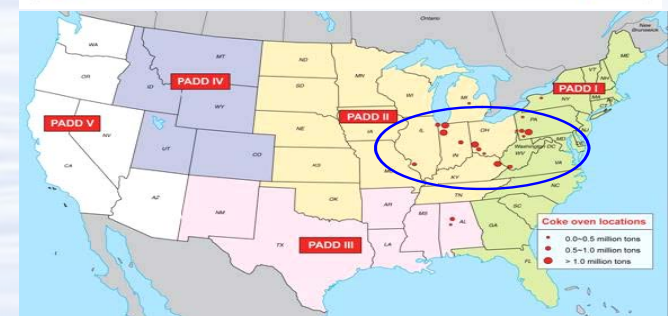 Ontario
New
Brunswick
WA
MT
ND
MN
ME
VT
NH
OR
ID
PADD IV
SD
WI
MI
PADD I
NY
MA
CT
WY
PADD II
IA
NE
PA
NJ
PADD V
NV
IL
IN
OH
MD
DE
Washington DC
UT
CO
WV
VA
CA
KS
KY
NC
TN
OK
AR
SC
AZ
NM
MS
AL
GA
Coke oven locations
0.0~0.5 million tons
0.5~1.0 million tons
> 1.0 million tons
TX
PADD III
LA
FL